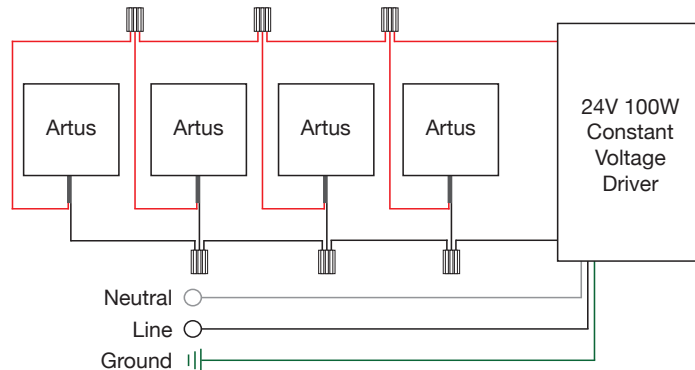 Artus
Artus
Artus
Artus
24V 100W
Constant
Voltage
Driver
Neutral
Line
Ground